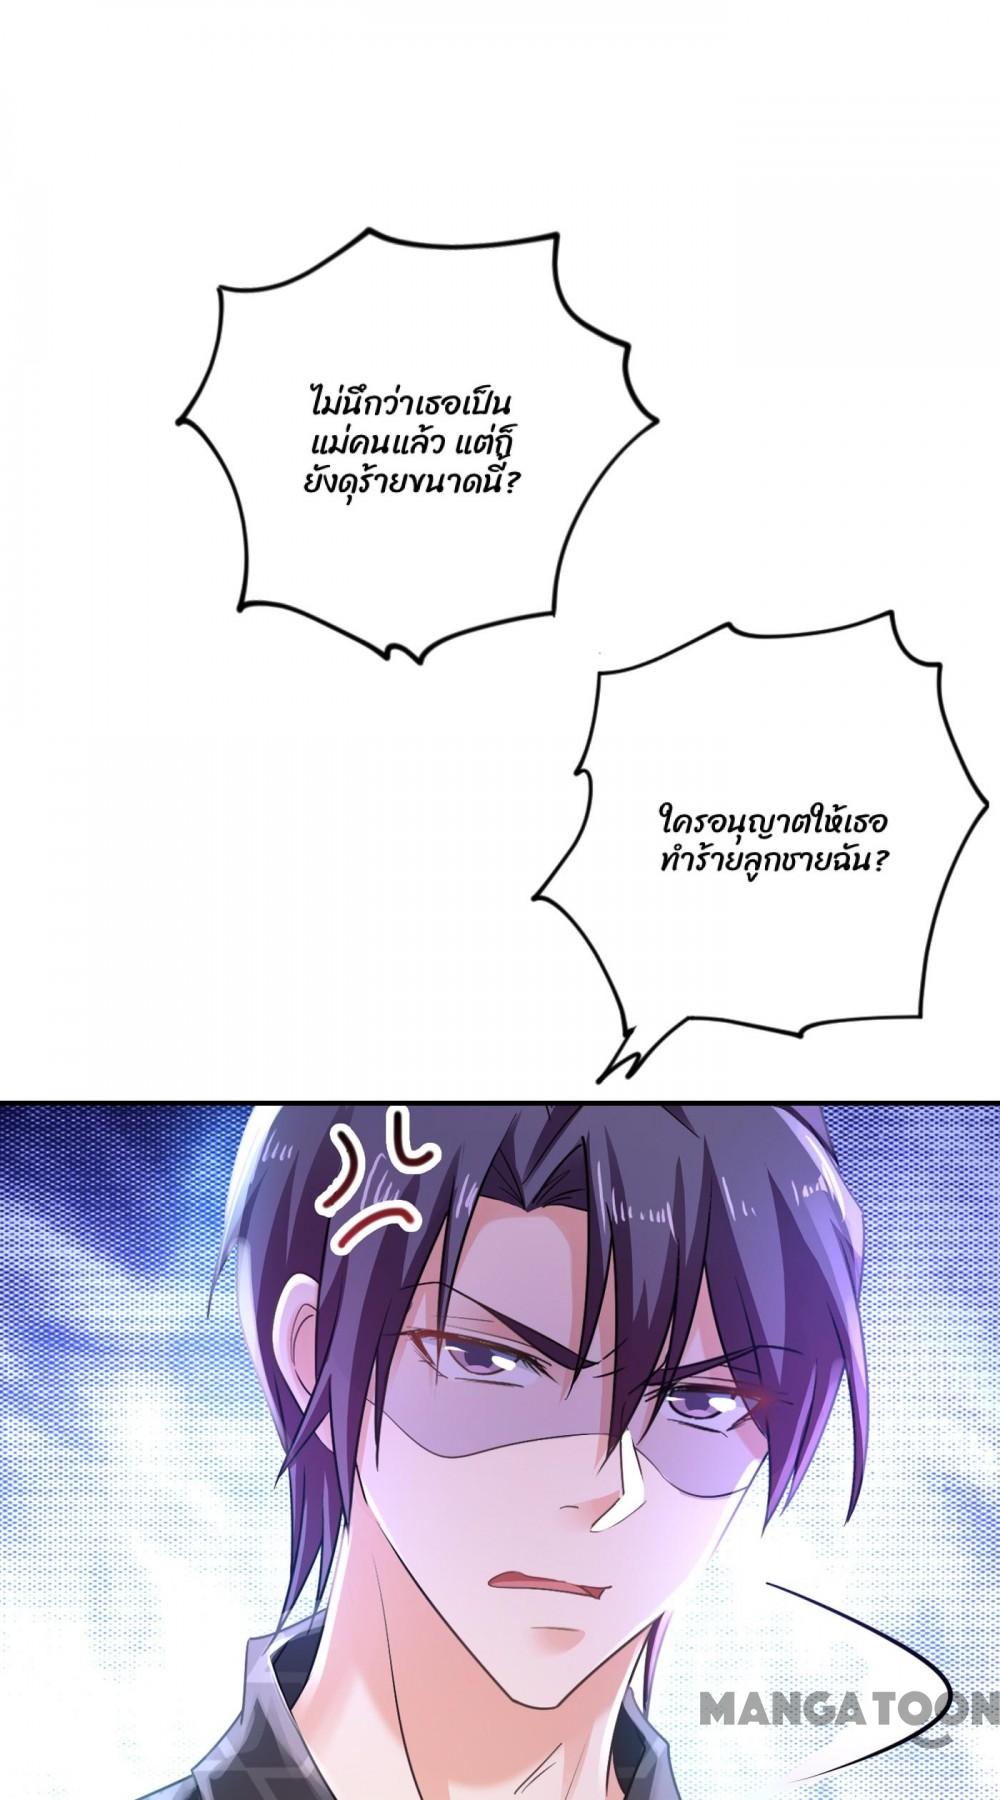 ไม่นึกว่าเธอเป็น
แม่คนแล้ว แต่ก็
ยังดุร้ายขนาดนี้?
ใครอนุญาตให้เธอ
ทำร้ายลูกชายฉัน?
MANGATOON